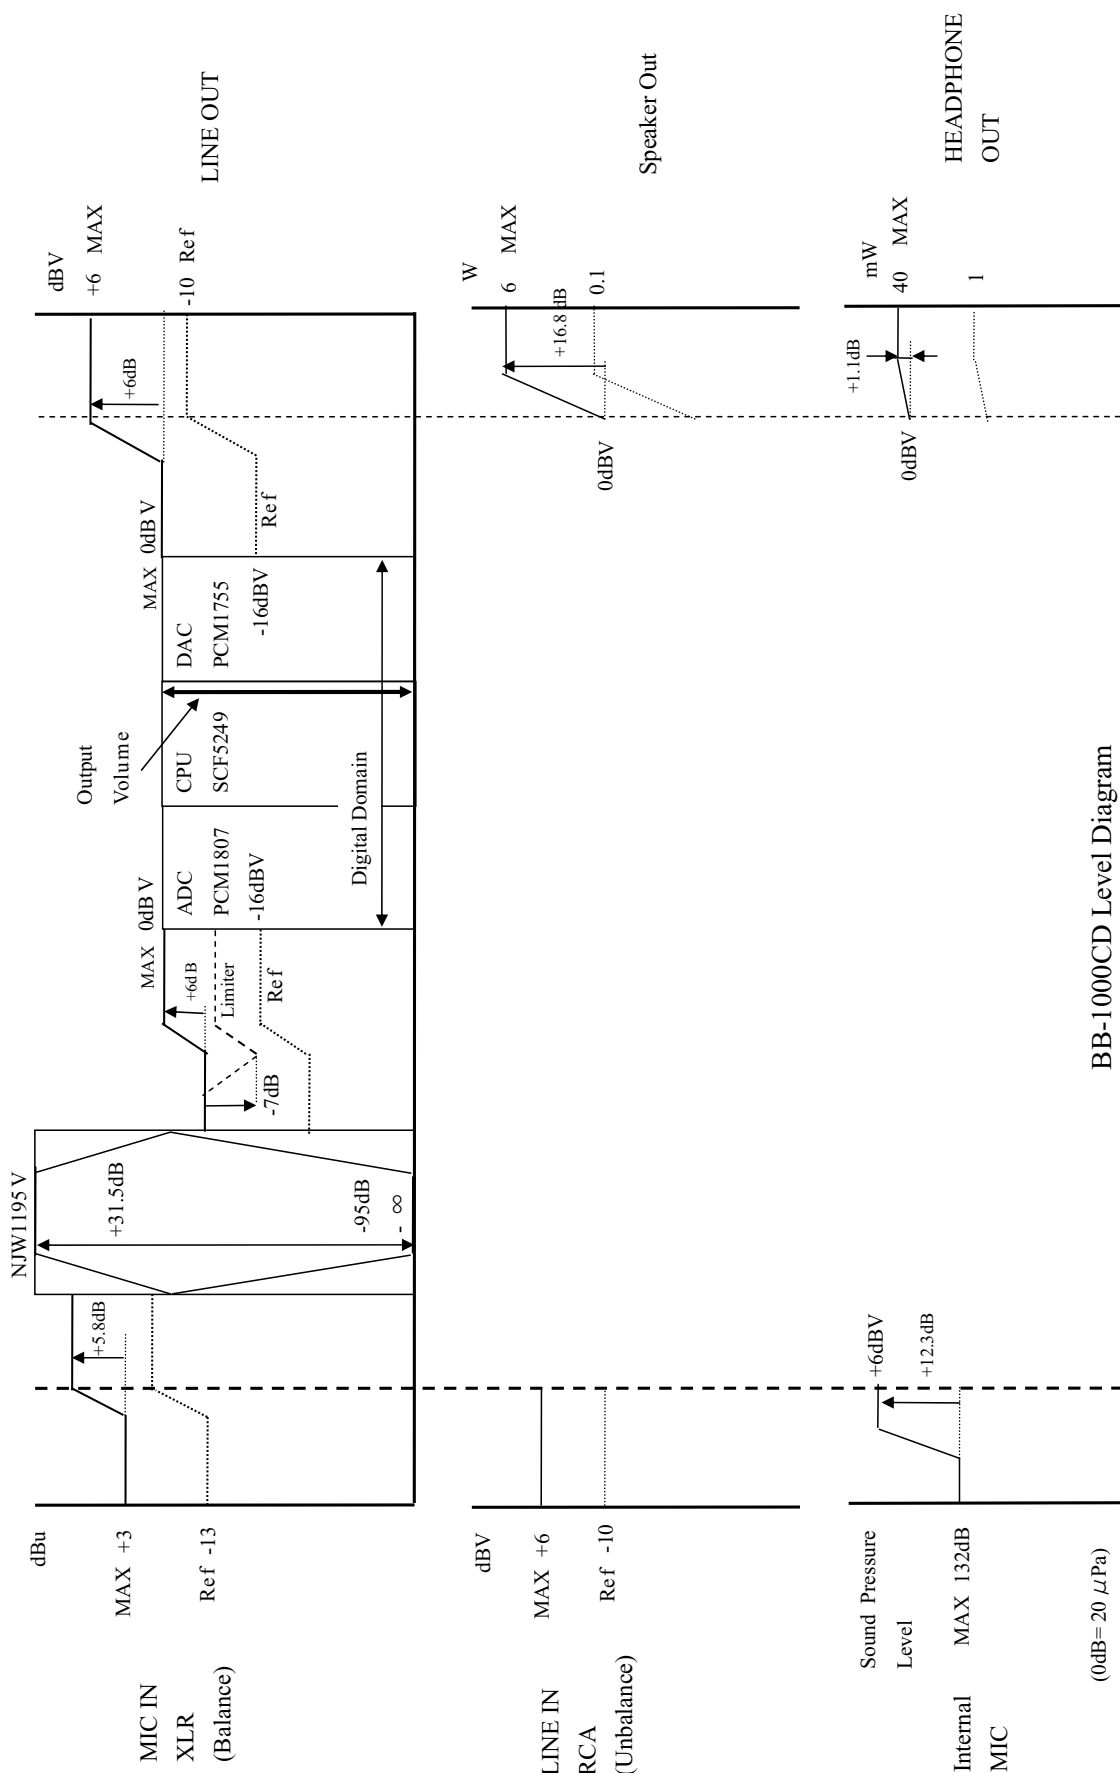 dBu
MAX +3
Ref -13
MIC IN
XLR
(Balance)
+5.8dB
NJW1195 V
+31.5dB
-95dB
- ∞
-7dB
+6dB
Limiter
Ref
MAX 0dBV
ADC
PCM1807
-16dBV
Output
Volume
CPU
SCF5249
Digital Domain
DAC
PCM1755
-16dBV
MAX 0dBV
Ref
+6dB
dBV
+6 MAX
-10 Ref
LINE OUT
dBV
MAX +6
Ref -10
LINE IN
RCA
(Unbalance)
0dBV
+16.8 dB
W
6 MAX
0.1
Speaker Out
Sound Pressure
Level
MAX 132dB
(0dB= 20 μPa)
Internal
MIC
+6dBV
+12.3dB
0dBV
+1.1dB
mW
40 MAX
1
HEADPHONE
OUT
BB-1000CD Level Diagram